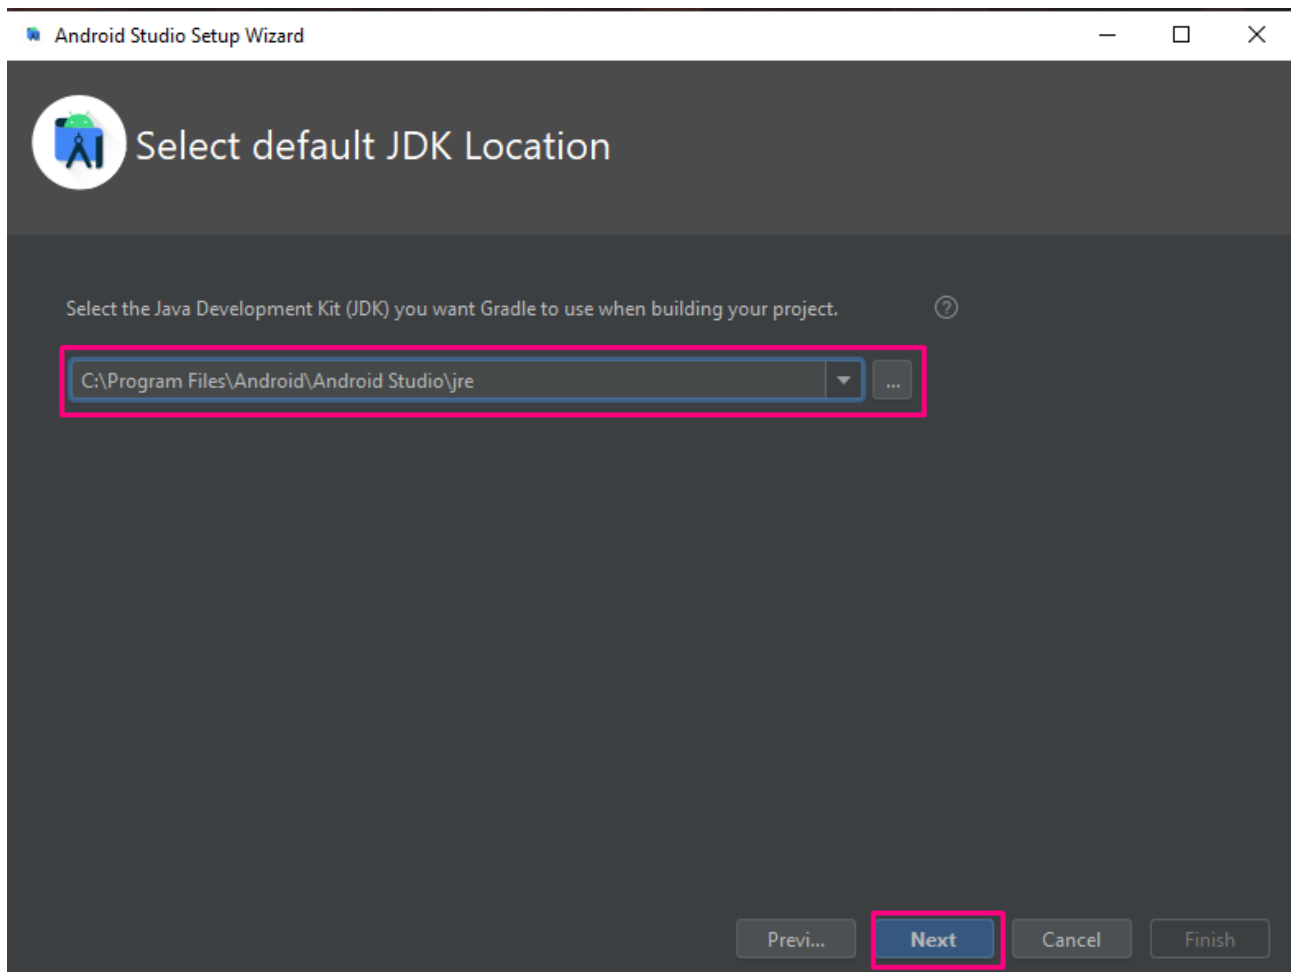 Android Studio Setup Wizard
Select default JDK Location
Select the Java Development Kit (JDK) you want Gradle to use when building your project.
?
C:\Program Files\Android\Android Studio\jre
...
Previ...
Next
Cancel
Finish